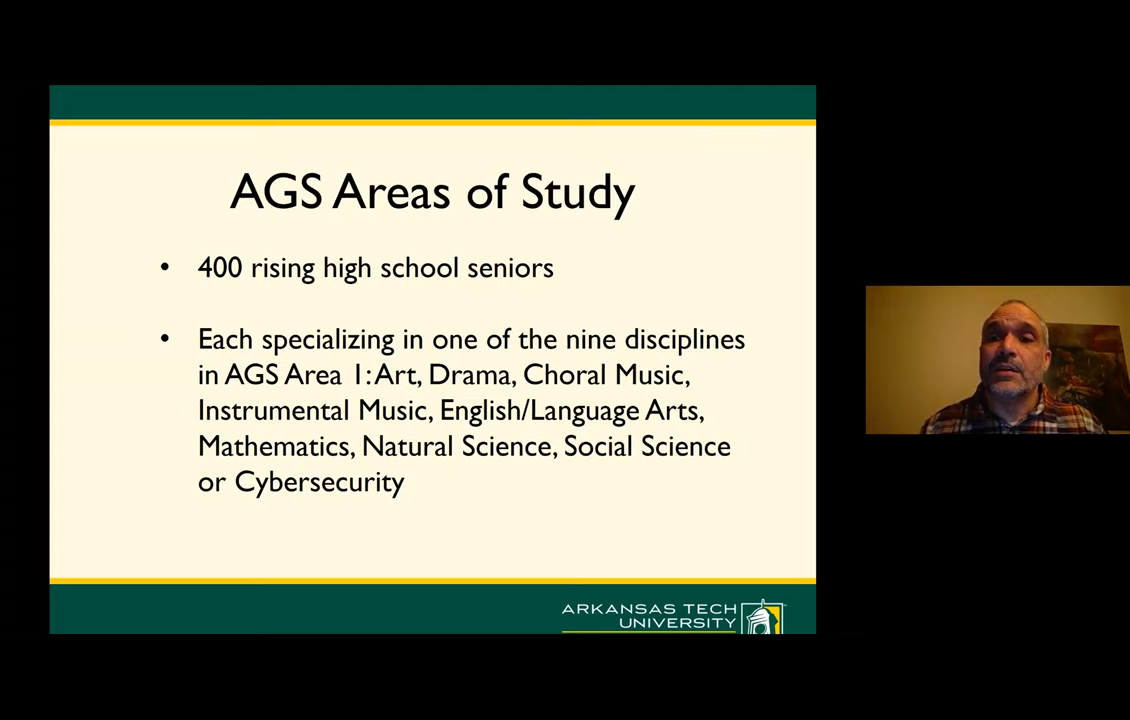 AGS Areas of Study
• 400 rising high school seniors
• Each specializing in one of the nine disciplines
in AGS Area 1: Art, Drama, Choral Music,
Instrumental Music, English/Language Arts,
Mathematics, Natural Science, Social Science
or Cybersecurity
ARKANSAS TECH
UNIVERSITY